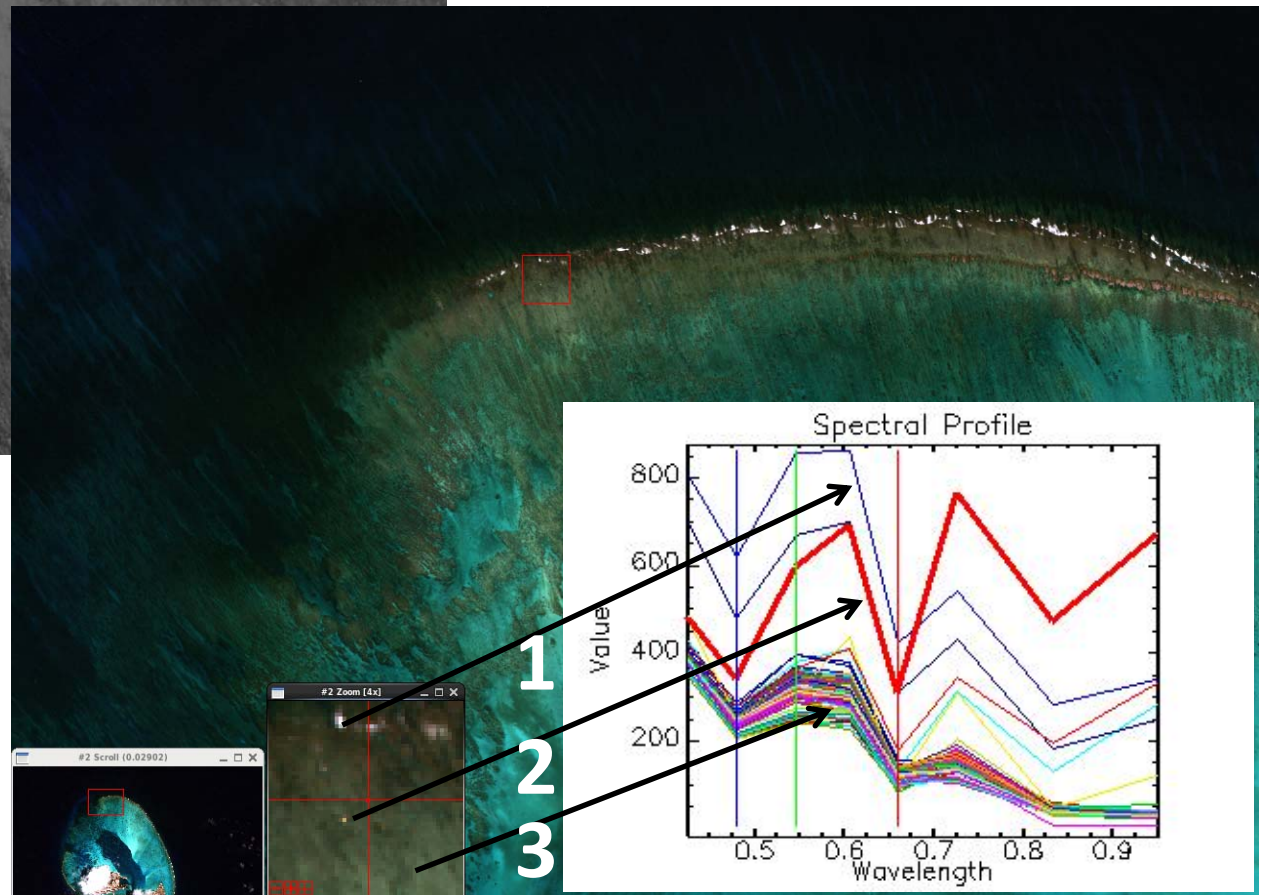 Spectral Profile
800
600
400
200
Value
0.5 0.6 0.7 0.8 0.9
Wavelength
1
2
3
#2 Zoom [4x]
#2 Scroll (0.02902)